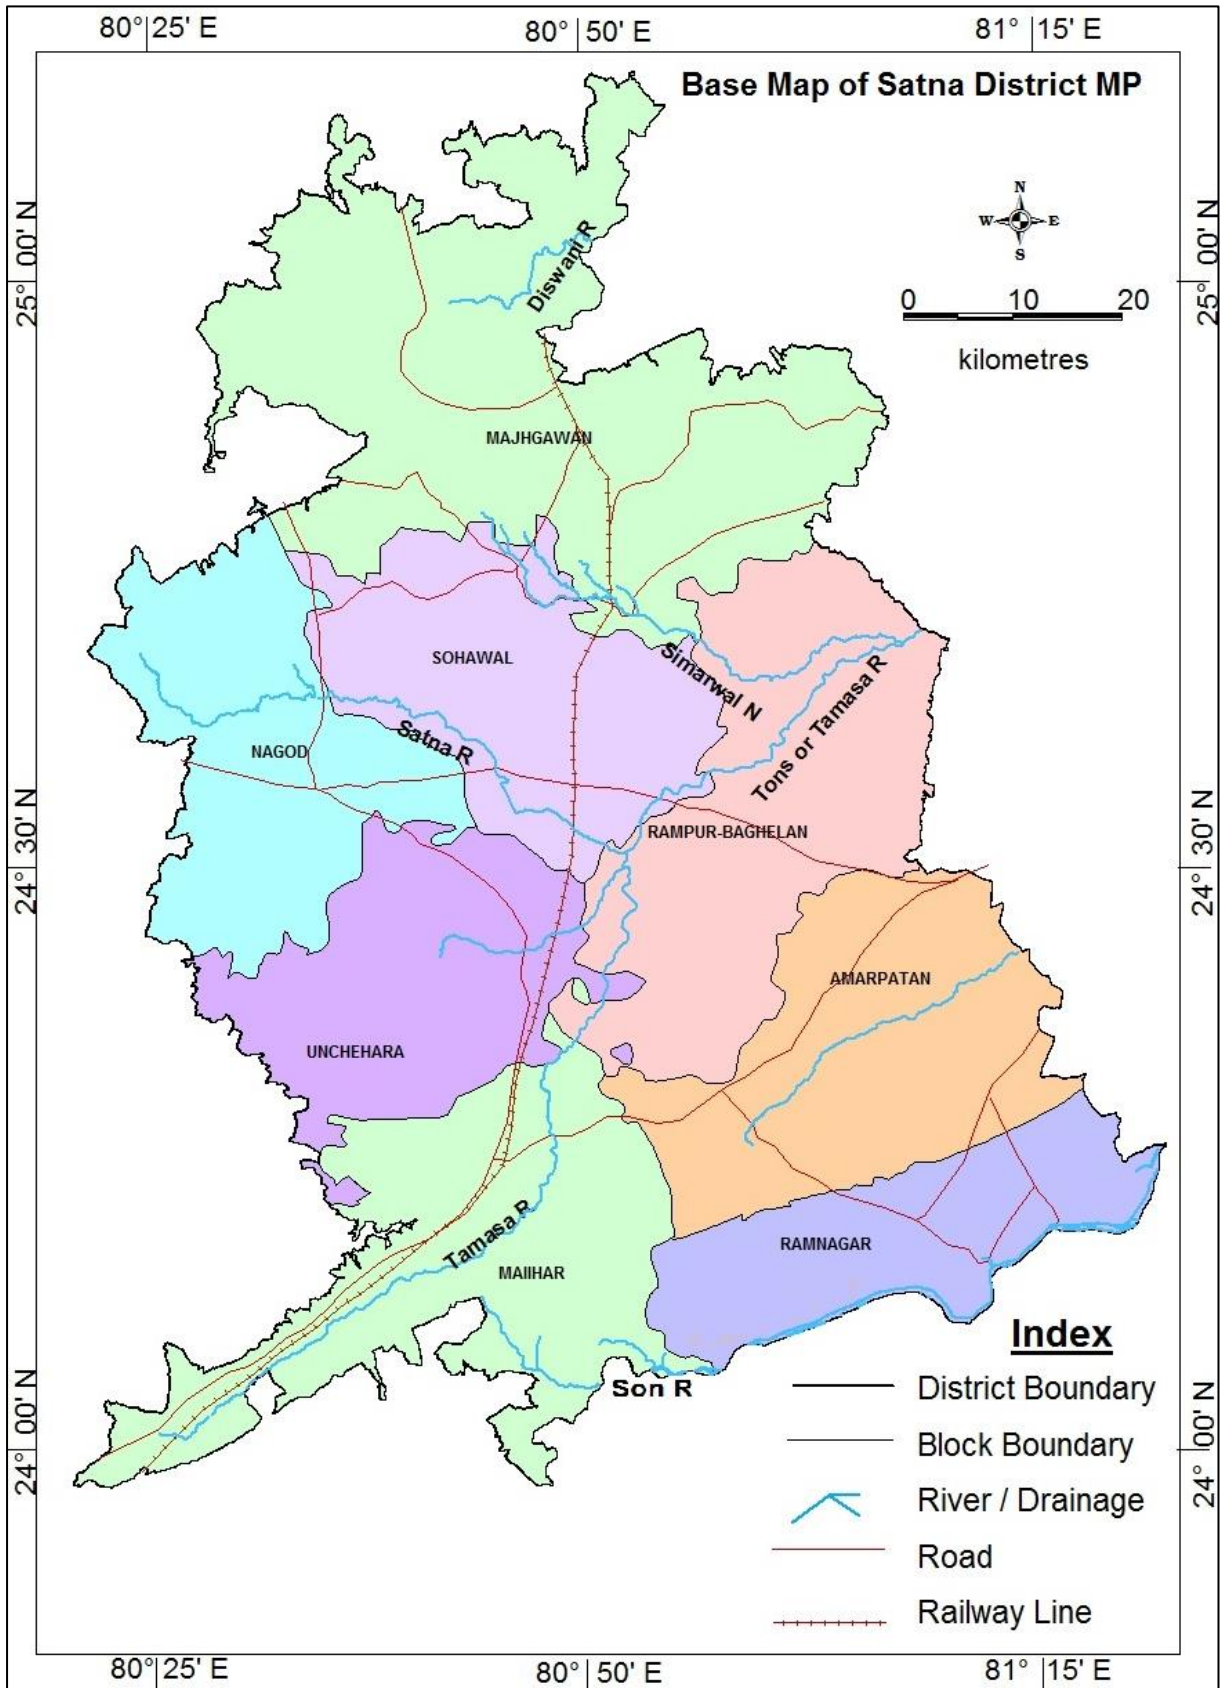 80° 25' E
80° 50' E
81° 15' E
Base Map of Satna District MP
N
W E
S
25° 00' N
25° 00' N
0 10 20
kilometres
Diswani R
MAJHGAWAN
SOHAWAL
Simarwal N
Tons or Tamasa R
Satna R
NAGOD
24° 30' N
24° 30' N
RAMPUR-BAGHELAN
AMARPATAN
UNCHEHARA
Tamasa R
RAMNAGAR
MAIIHAR
Son R
24° 00' N
24° 00' N
Index
District Boundary
Block Boundary
River / Drainage
Road
Railway Line
80° 25' E
80° 50' E
81° 15' E